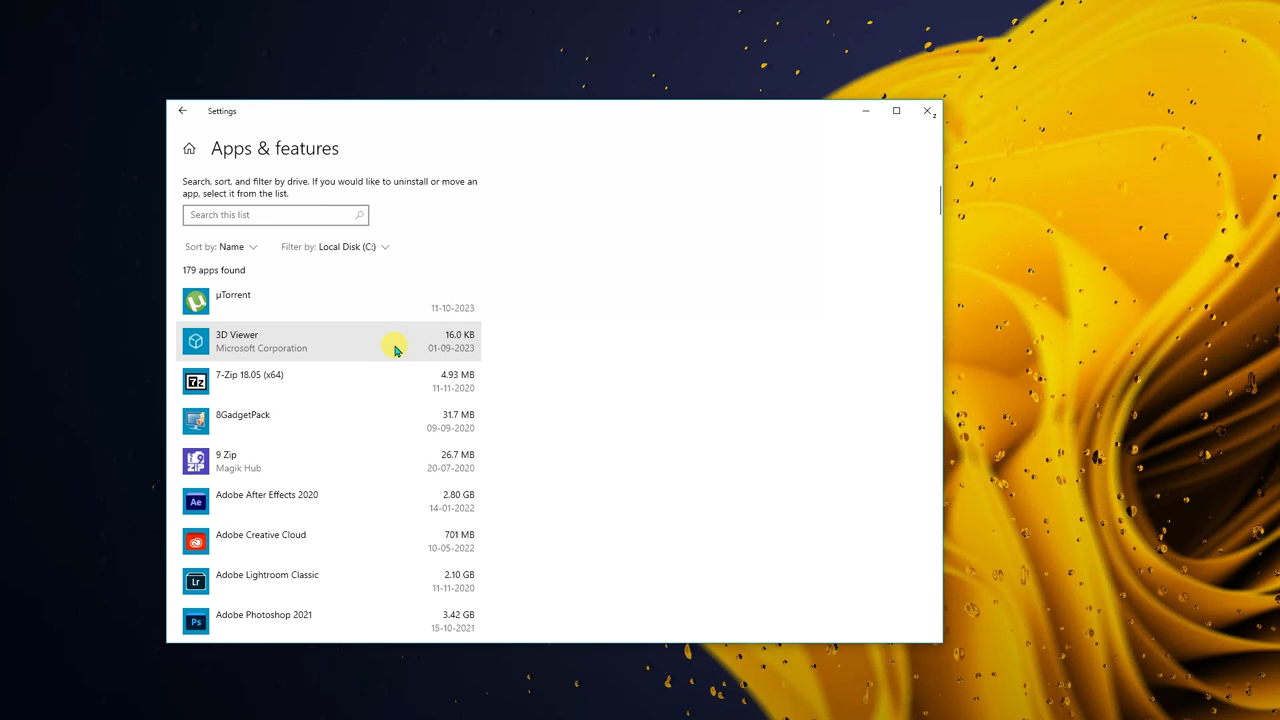 Settings
Apps & features
Search, sort, and filter by drive. If you would like to uninstall or move an
app, select it from the list.
Search this list
Sort by: Name Filter by: Local Disk (C:)
179 apps found
µTorrent
11-10-2023
3D Viewer 16.0 KB
Microsoft Corporation 01-09-2023
7-Zip 18.05 (x64) 4.93 MB
11-11-2020
8GadgetPack 31.7 MB
09-09-2020
9 Zip 26.7 MB
Magik Hub 20-07-2020
Adobe After Effects 2020 2.80 GB
14-01-2022
Adobe Creative Cloud 701 MB
10-05-2022
Adobe Lightroom Classic 2.10 GB
11-11-2020
Adobe Photoshop 2021 3.42 GB
15-10-2021